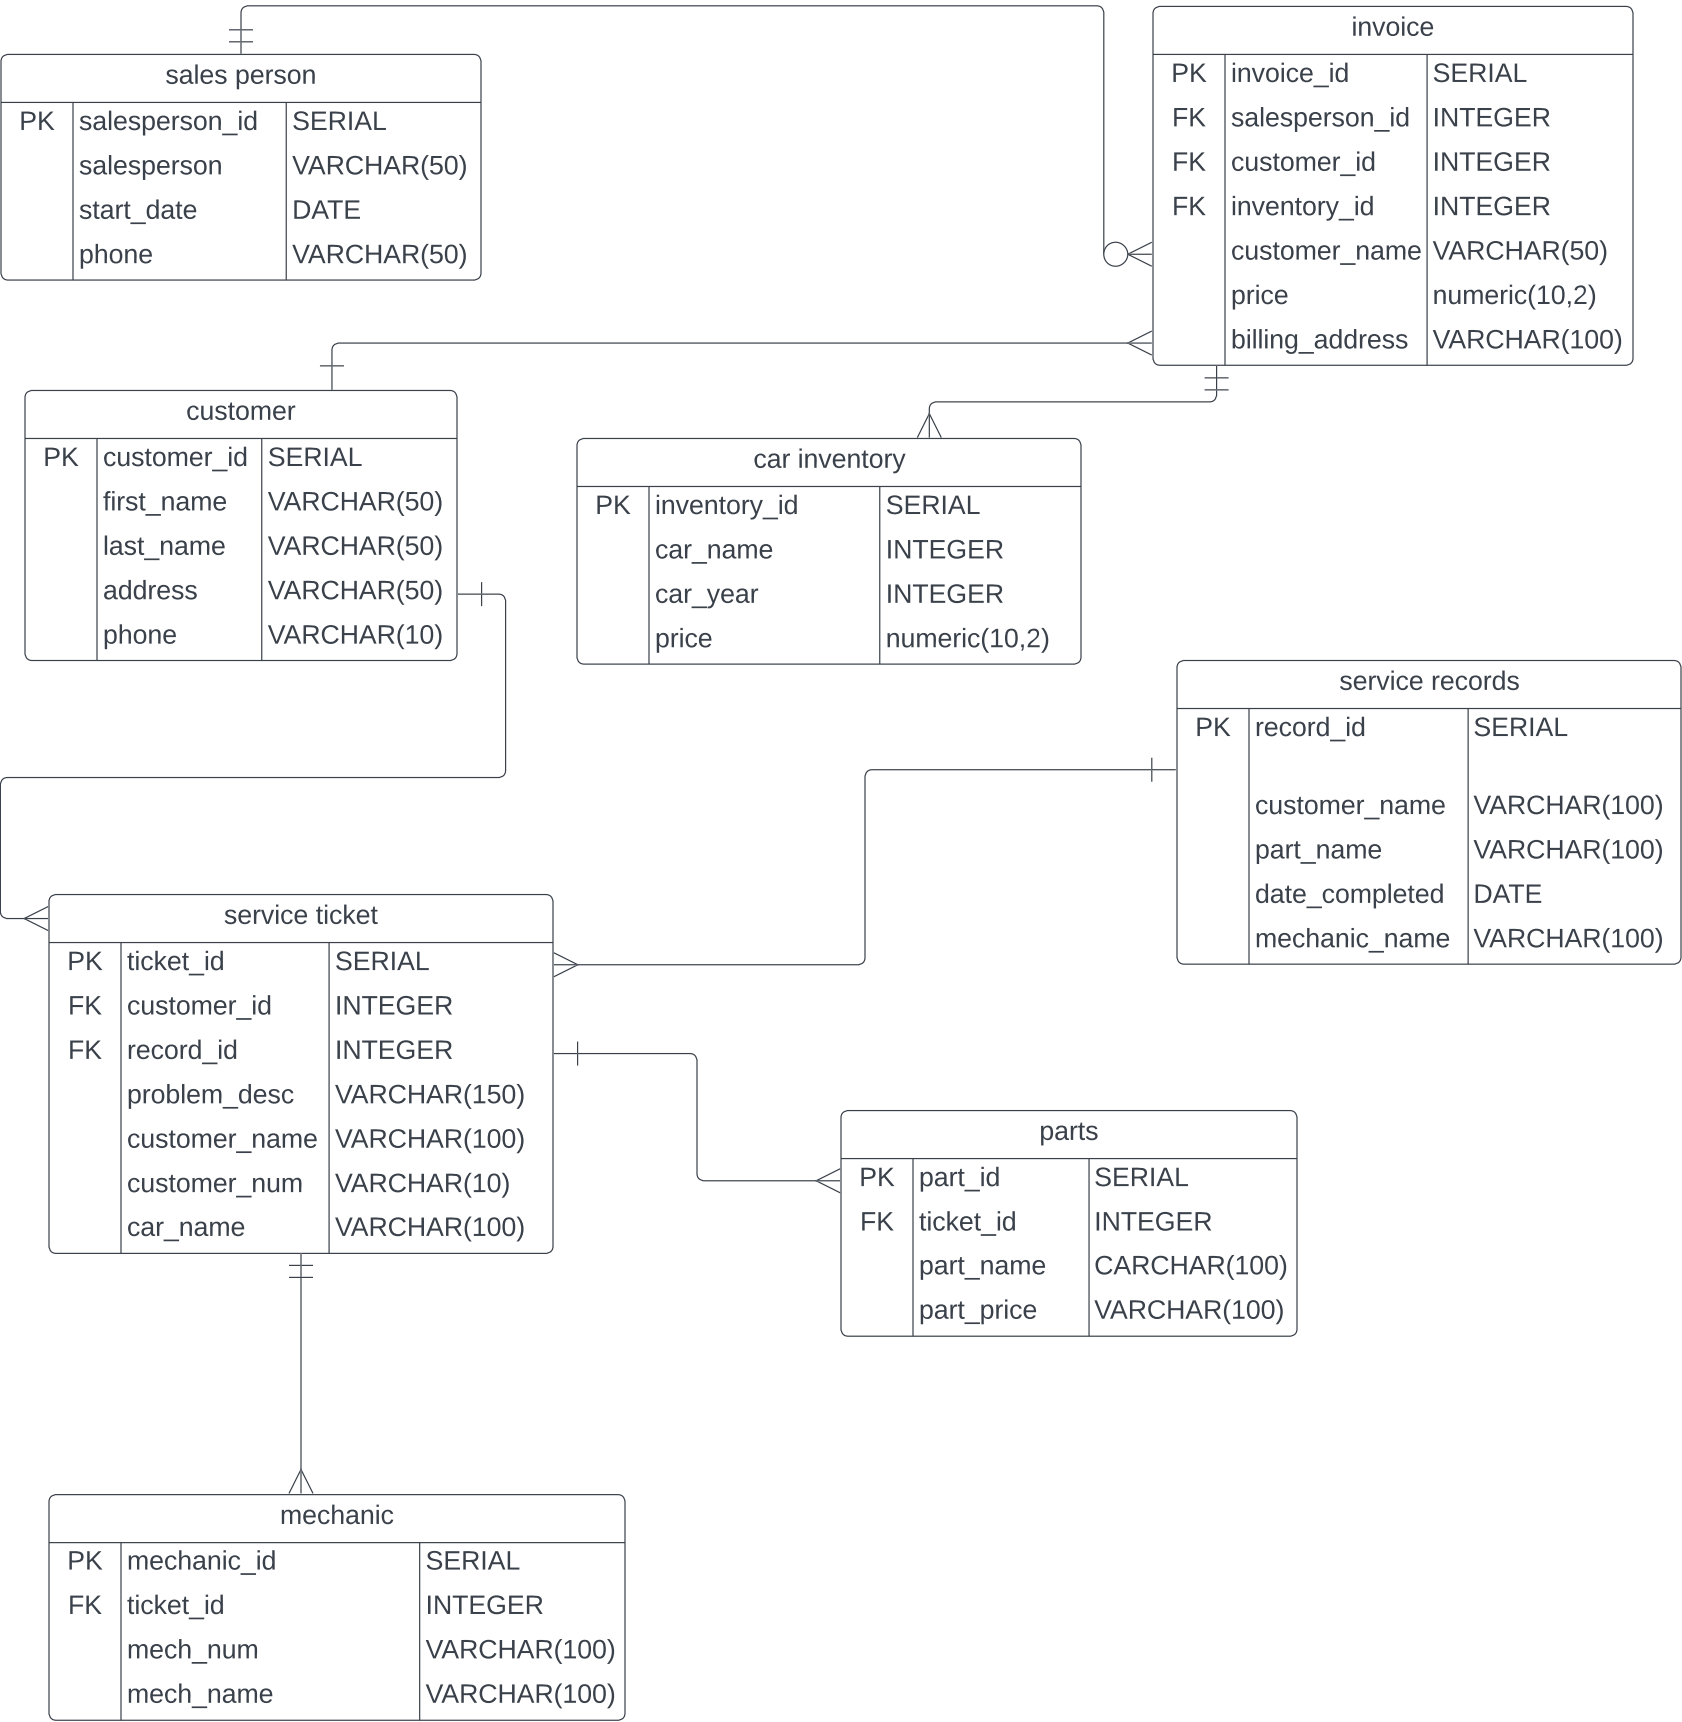 sales person
PK salesperson_id SERIAL
salesperson VARCHAR(50)
start_date DATE
phone VARCHAR(50)
invoice
PK invoice_id SERIAL
FK salesperson_id INTEGER
FK customer_id INTEGER
FK inventory_id INTEGER
customer_name VARCHAR(50)
price numeric(10,2)
billing_address VARCHAR(100)
customer
PK customer_id SERIAL
first_name VARCHAR(50)
last_name VARCHAR(50)
address VARCHAR(50)
phone VARCHAR(10)
car inventory
PK inventory_id SERIAL
car_name INTEGER
car_year INTEGER
price numeric(10,2)
service records
PK record_id SERIAL
customer_name VARCHAR(100)
part_name VARCHAR(100)
date_completed DATE
mechanic_name VARCHAR(100)
service ticket
PK ticket_id SERIAL
FK customer_id INTEGER
FK record_id INTEGER
problem_desc VARCHAR(150)
customer_name VARCHAR(100)
customer_num VARCHAR(10)
car_name VARCHAR(100)
parts
PK part_id SERIAL
FK ticket_id INTEGER
part_name CARCHAR(100)
part_price VARCHAR(100)
mechanic
PK mechanic_id SERIAL
FK ticket_id INTEGER
mech_num VARCHAR(100)
mech_name VARCHAR(100)